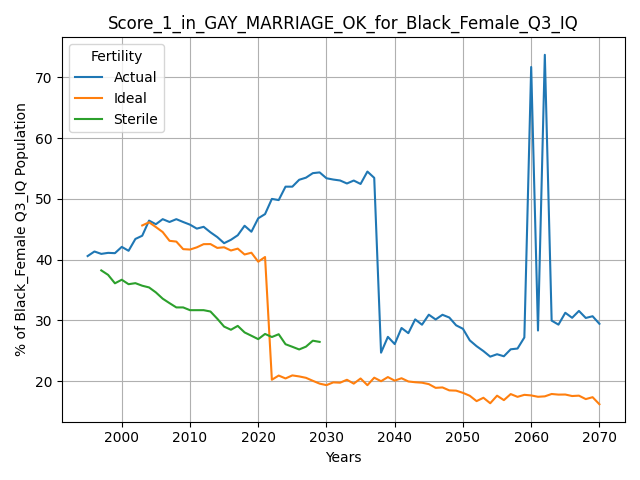 Score_1_in_GAY_MARRIAGE_OK_for_Black_Female_Q3_IQ
Fertility
Actual
Ideal
Sterile
% of Black_Female Q3_IQ Population
70
60
50
40
30
20
2000 2010 2020 2030 2040 2050 2060 2070
Years